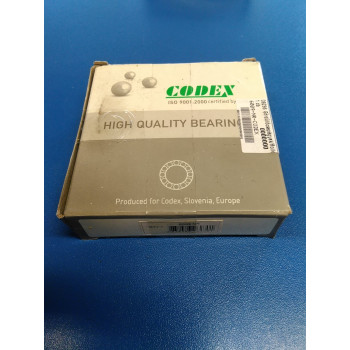 CODEX
ISO 9001:2000 certified by
HIGH QUALITY BEARING
Produced for Codex, Slovenia, Europe